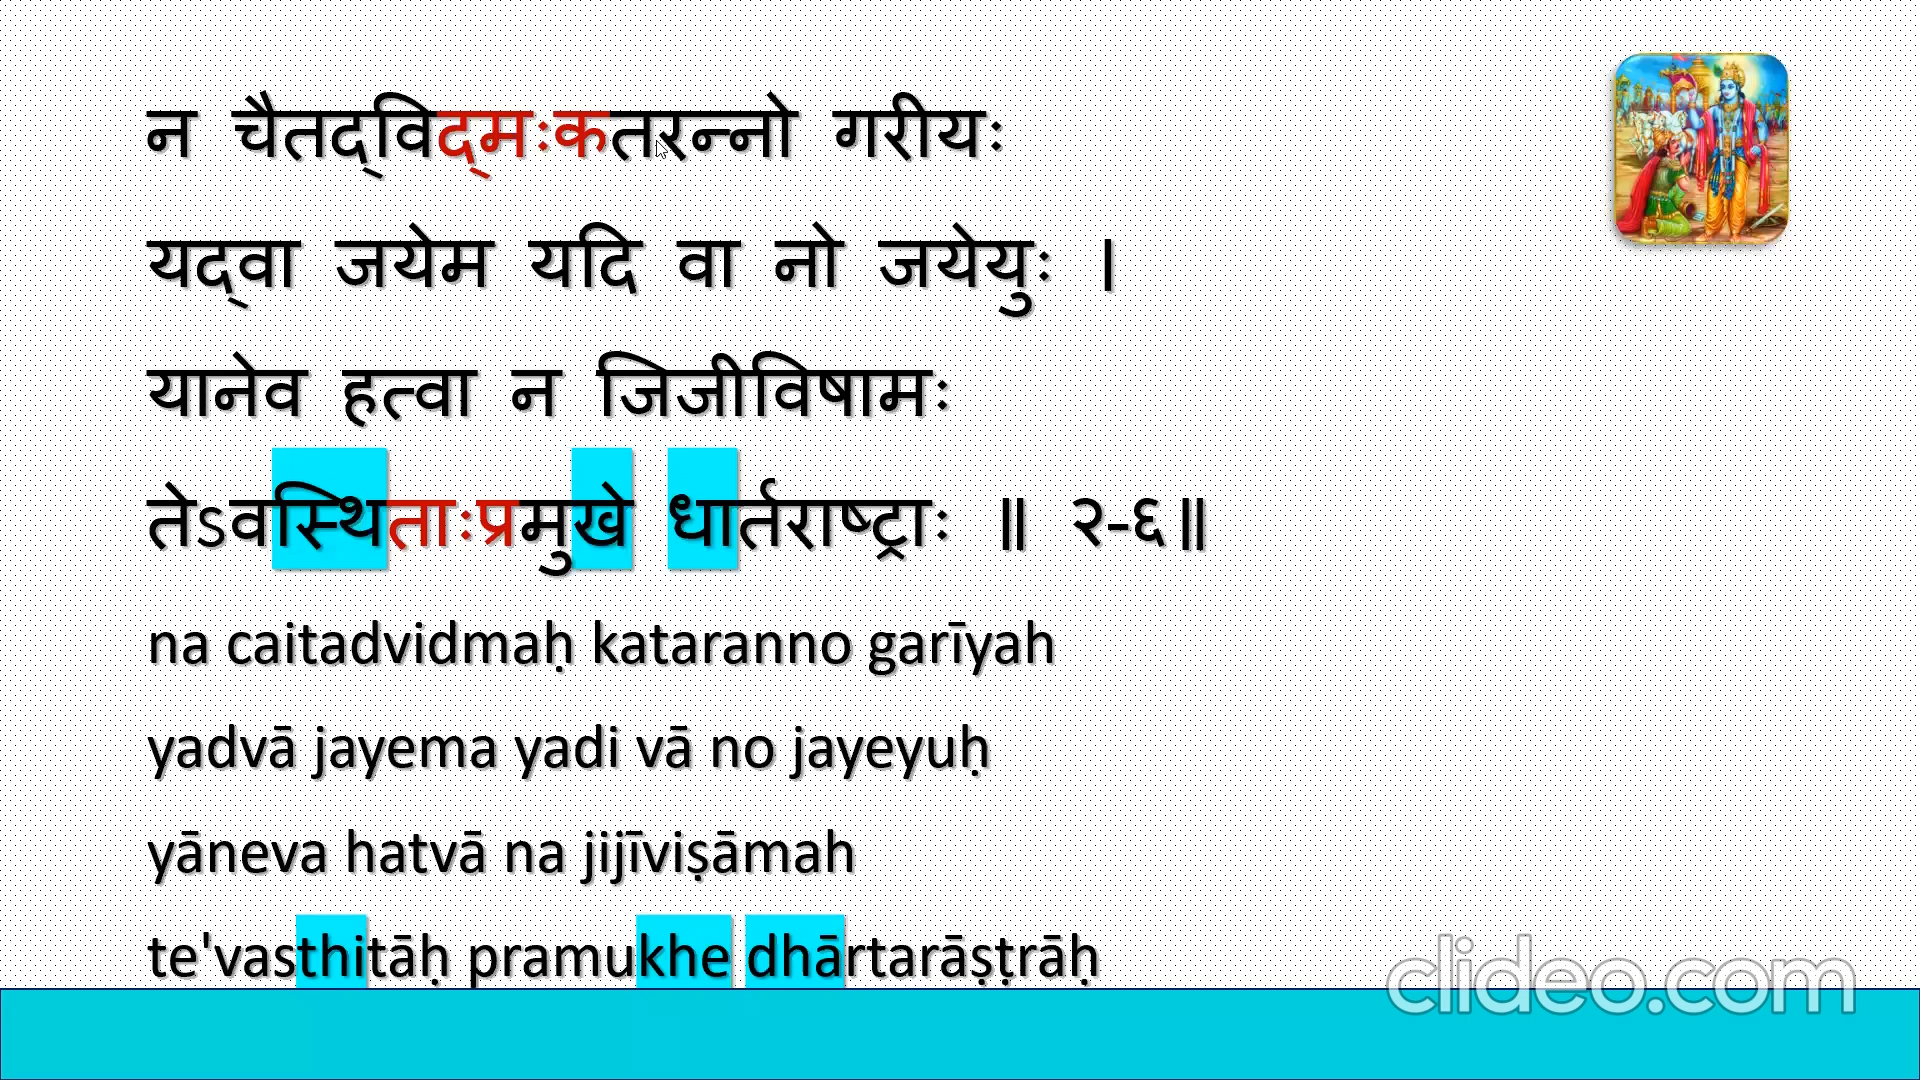 न चैतद्‌विद्‌मःकतरन्नो गरीयः
यद्‌वा जयेम यदि वा नो जयेयुः ।
यानेव हत्वा न जिजीविषामः
तेऽवस्थिताःप्रमुखे धार्तराष्ट्राः ॥ २-६॥
na caitadvidmaḥ kataranno garīyah
yadvā jayema yadi vā no jayeyuḥ
yāneva hatvā na jijīviṣāmah
te'vasthitāḥ pramukhe dhārtarāṣṭrāḥ
clideo.com